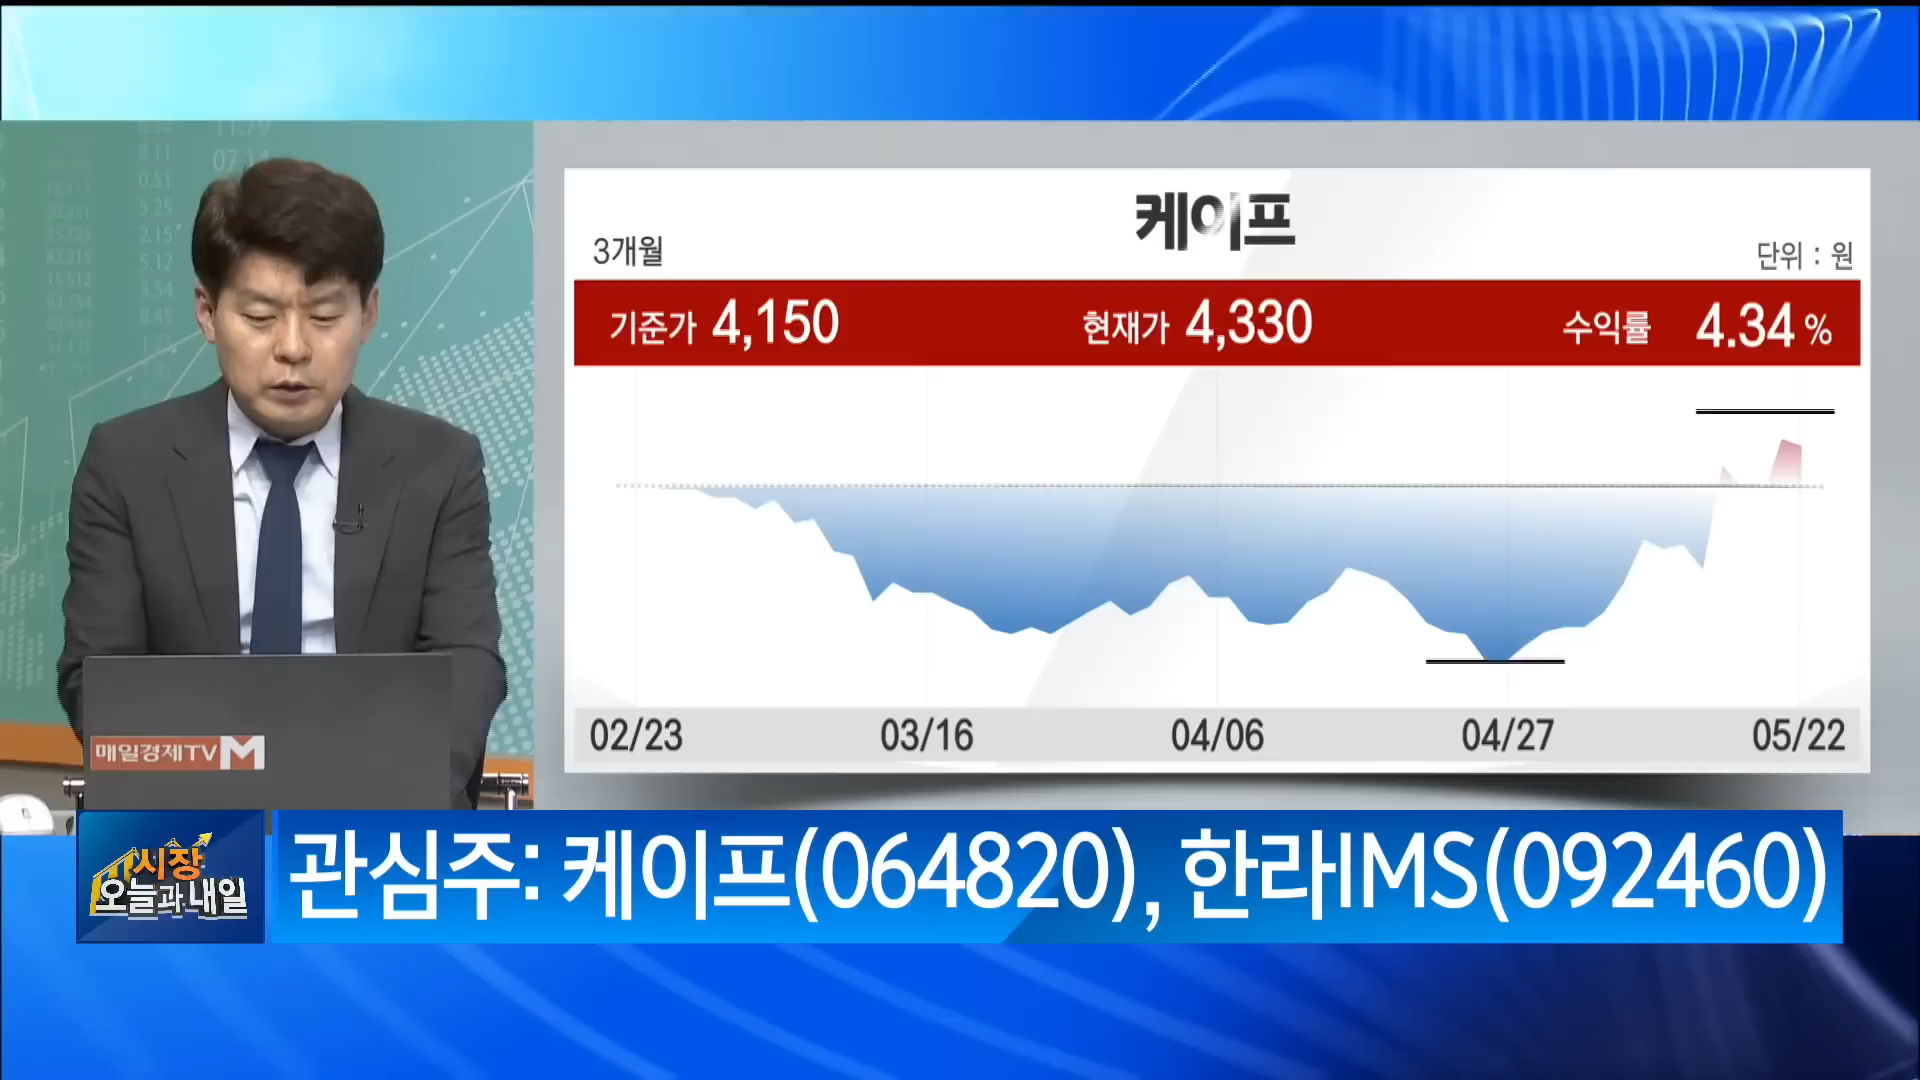 케이프
3개월
단위 : 원
기준가 4,150 현재가 4,330 수익률 4.34 %
02/23 03/16 04/06 04/27 05/22
매일경제TV M
시장
오늘과 내일
관심주: 케이프(064820), 한라IMS(092460)